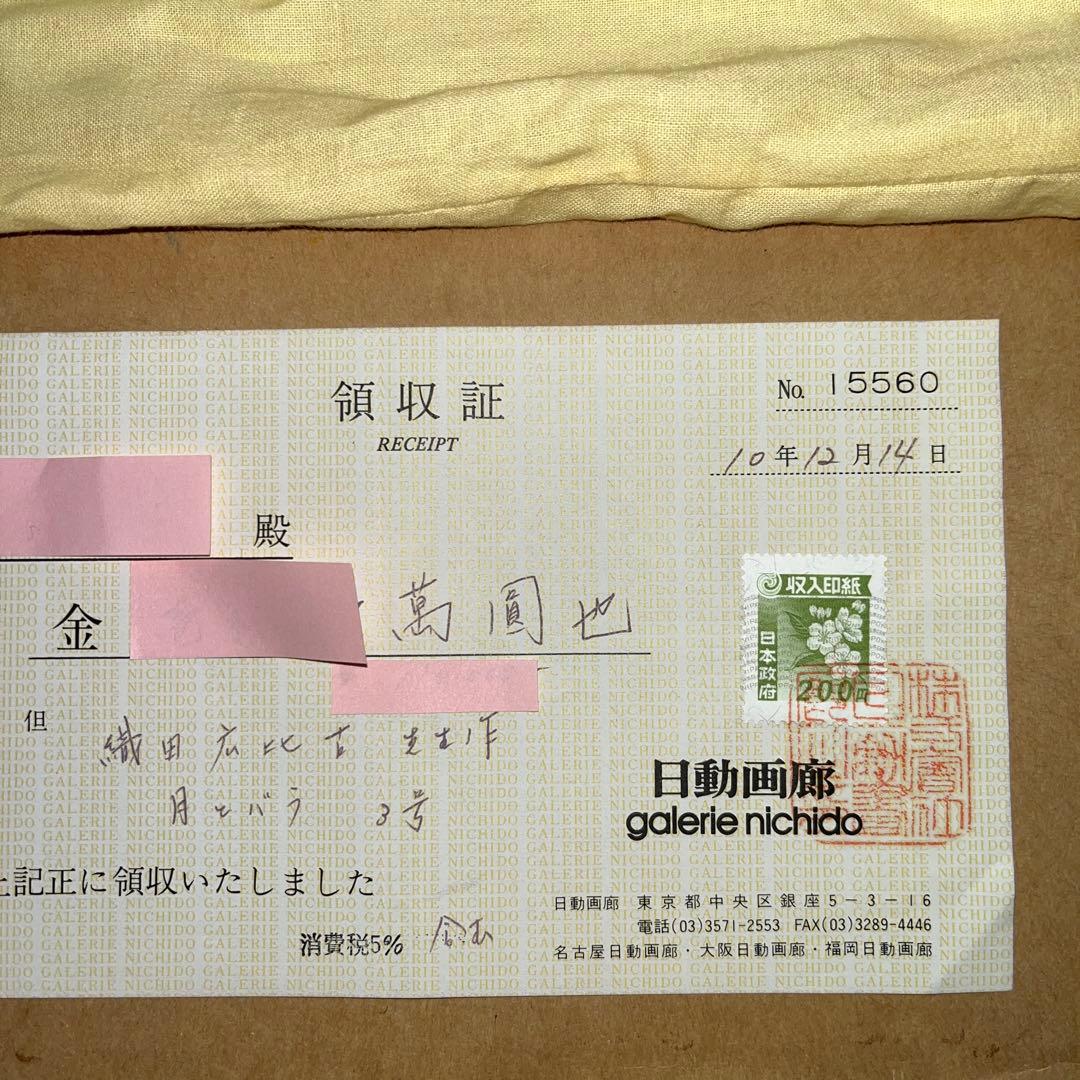 領収証
RECEIPT
No. 15560
10年12月14日
殿
金 萬圓也
収入印紙
日本政府
200円
但
織田広比古先生作
月とバラ 3号
上記正に領収いたしました
消費税5% 含む
日動画廊
galerie nichido
日動画廊 東京都中央区銀座5-3-16
電話(03)3571-2553 FAX(03)3289-4446
名古屋日動画廊・大阪日動画廊・福岡日動画廊